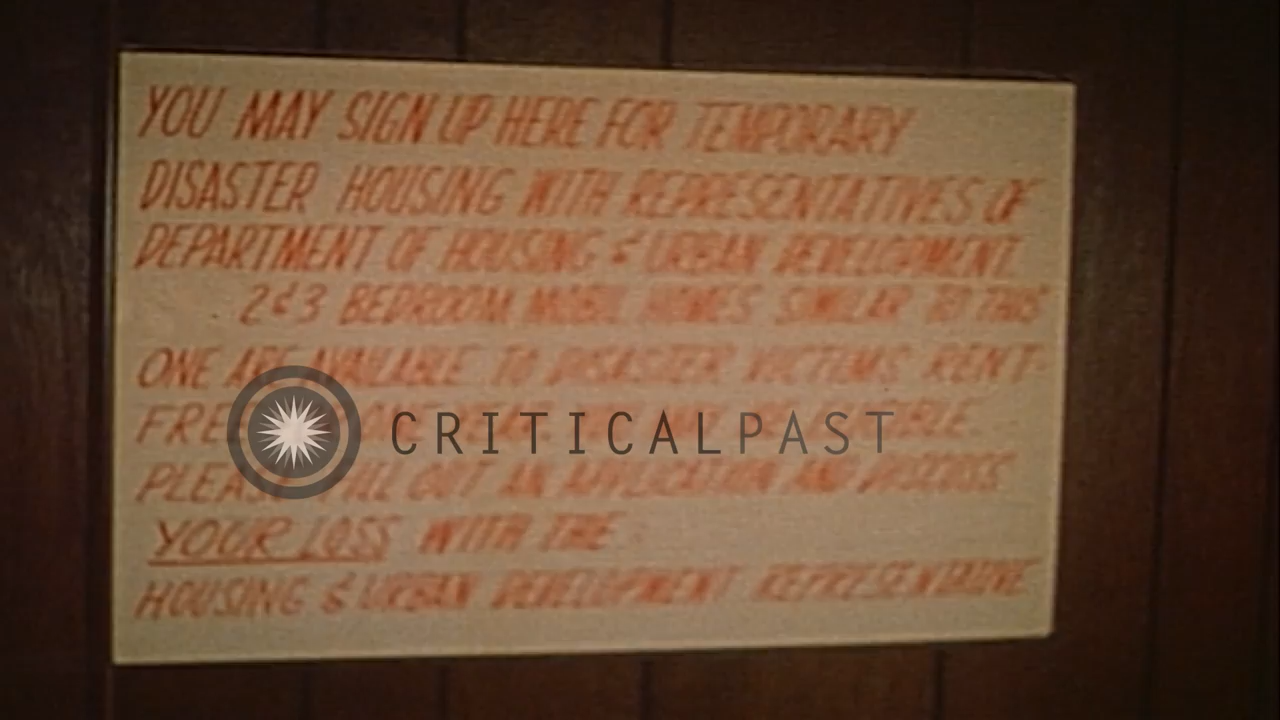 YOU MAY SIGN UP HERE FOR TEMPORARY
DISASTER HOUSING WITH REPRESENTATIVES OF
DEPARTMENT OF HOUSING & URBAN DEVELOPMENT.
2 & 3 BEDROOM MOBIL HOMES SIMILAR TO THIS
ONE ARE AVAILABLE TO DISASTER VICTIMS RENT-
FREE
CRITICALPAST
PLEASE FILL OUT AN APPLICATION AND DISCUSS
YOUR LOSS WITH THE
HOUSING & URBAN DEVELOPMENT REPRESENTATIVE